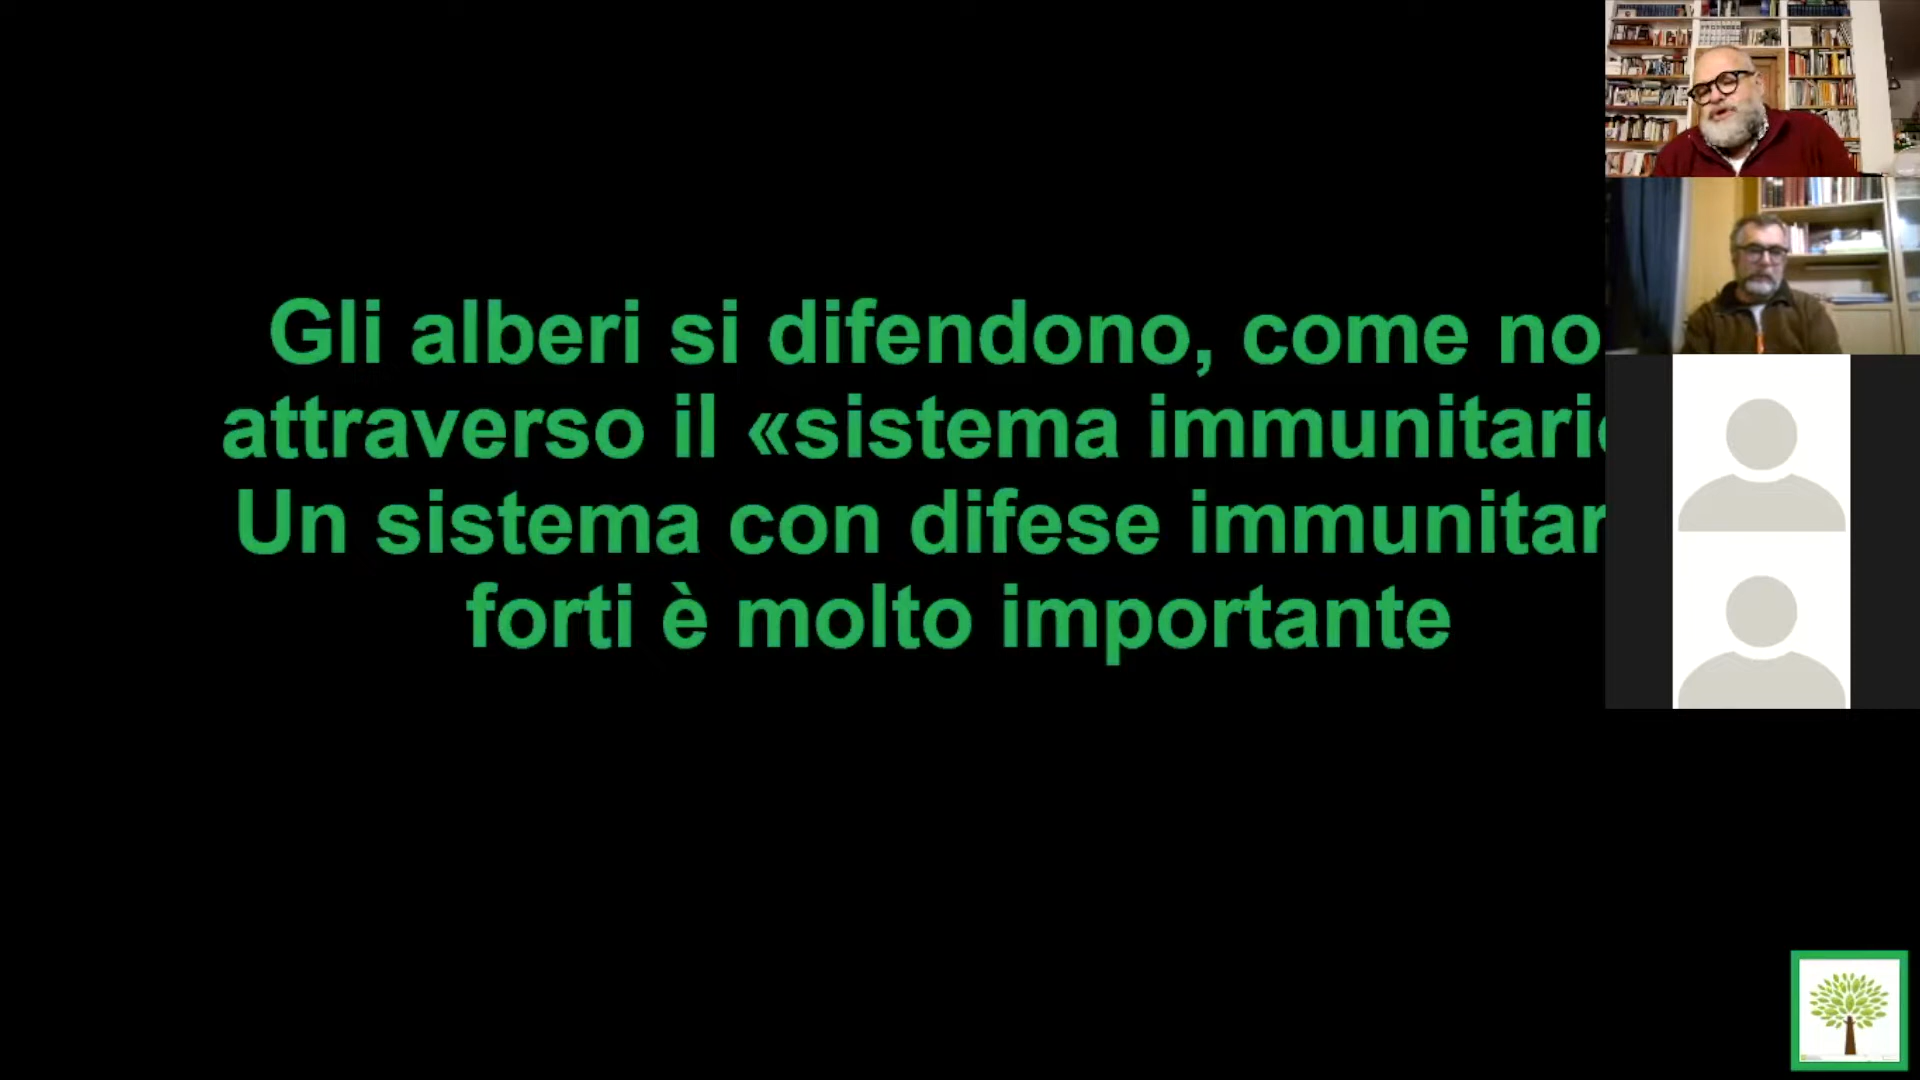 Gli alberi si difendono, come no
attraverso il «sistema immunitari
Un sistema con difese immunitar
forti è molto importante